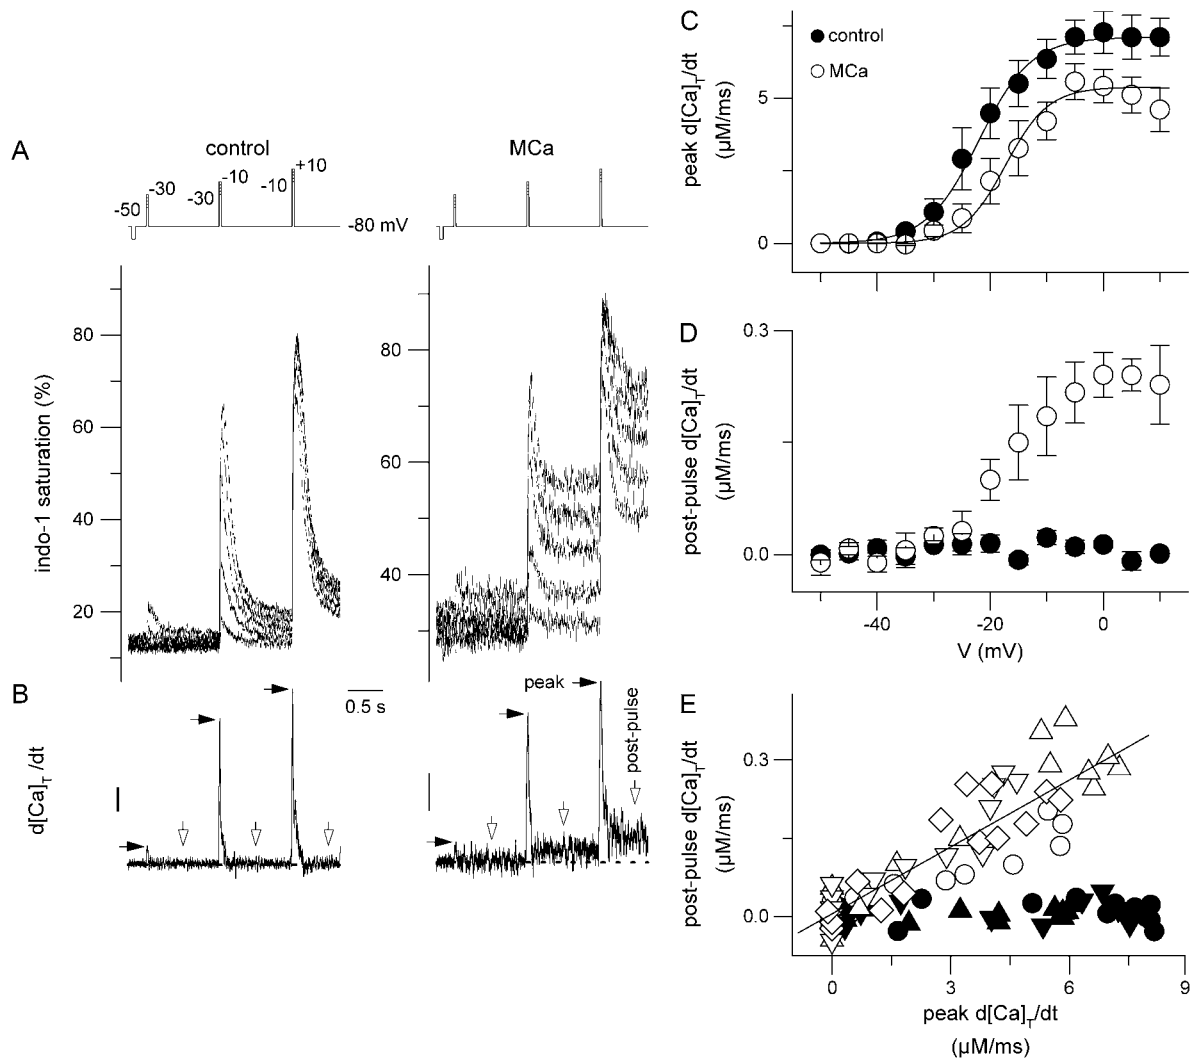 A
control
MCa
-50
-30
-30
-10
-10
+10
-80 mV
indo-1 saturation (%)
80
60
40
20
80
60
40
B
0.5 s
d[Ca]T /dt
peak
post-pulse
C
control
MCa
peak d[Ca]T/dt
(µM/ms)
5
0
D
post-pulse d[Ca]T/dt
(µM/ms)
0.3
0.0
-40
-20
0
V (mV)
E
post-pulse d[Ca]T/dt
(µM/ms)
0.3
0.0
0
3
6
9
peak d[Ca]T/dt
(µM/ms)